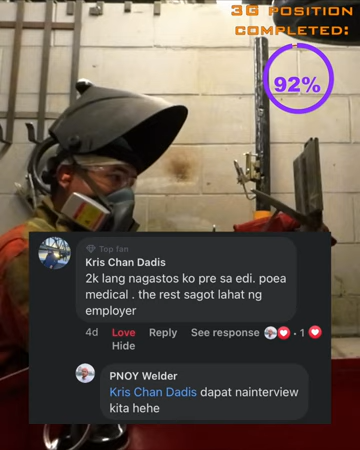 3G POSITION
COMPLETED:
92%
Top fan
Kris Chan Dadis
2k lang nagastos ko pre sa edi. poea
medical . the rest sagot lahat ng
employer
4d Love Reply See response · 1
Hide
PNOY Welder
Kris Chan Dadis dapat nainterview
kita hehe